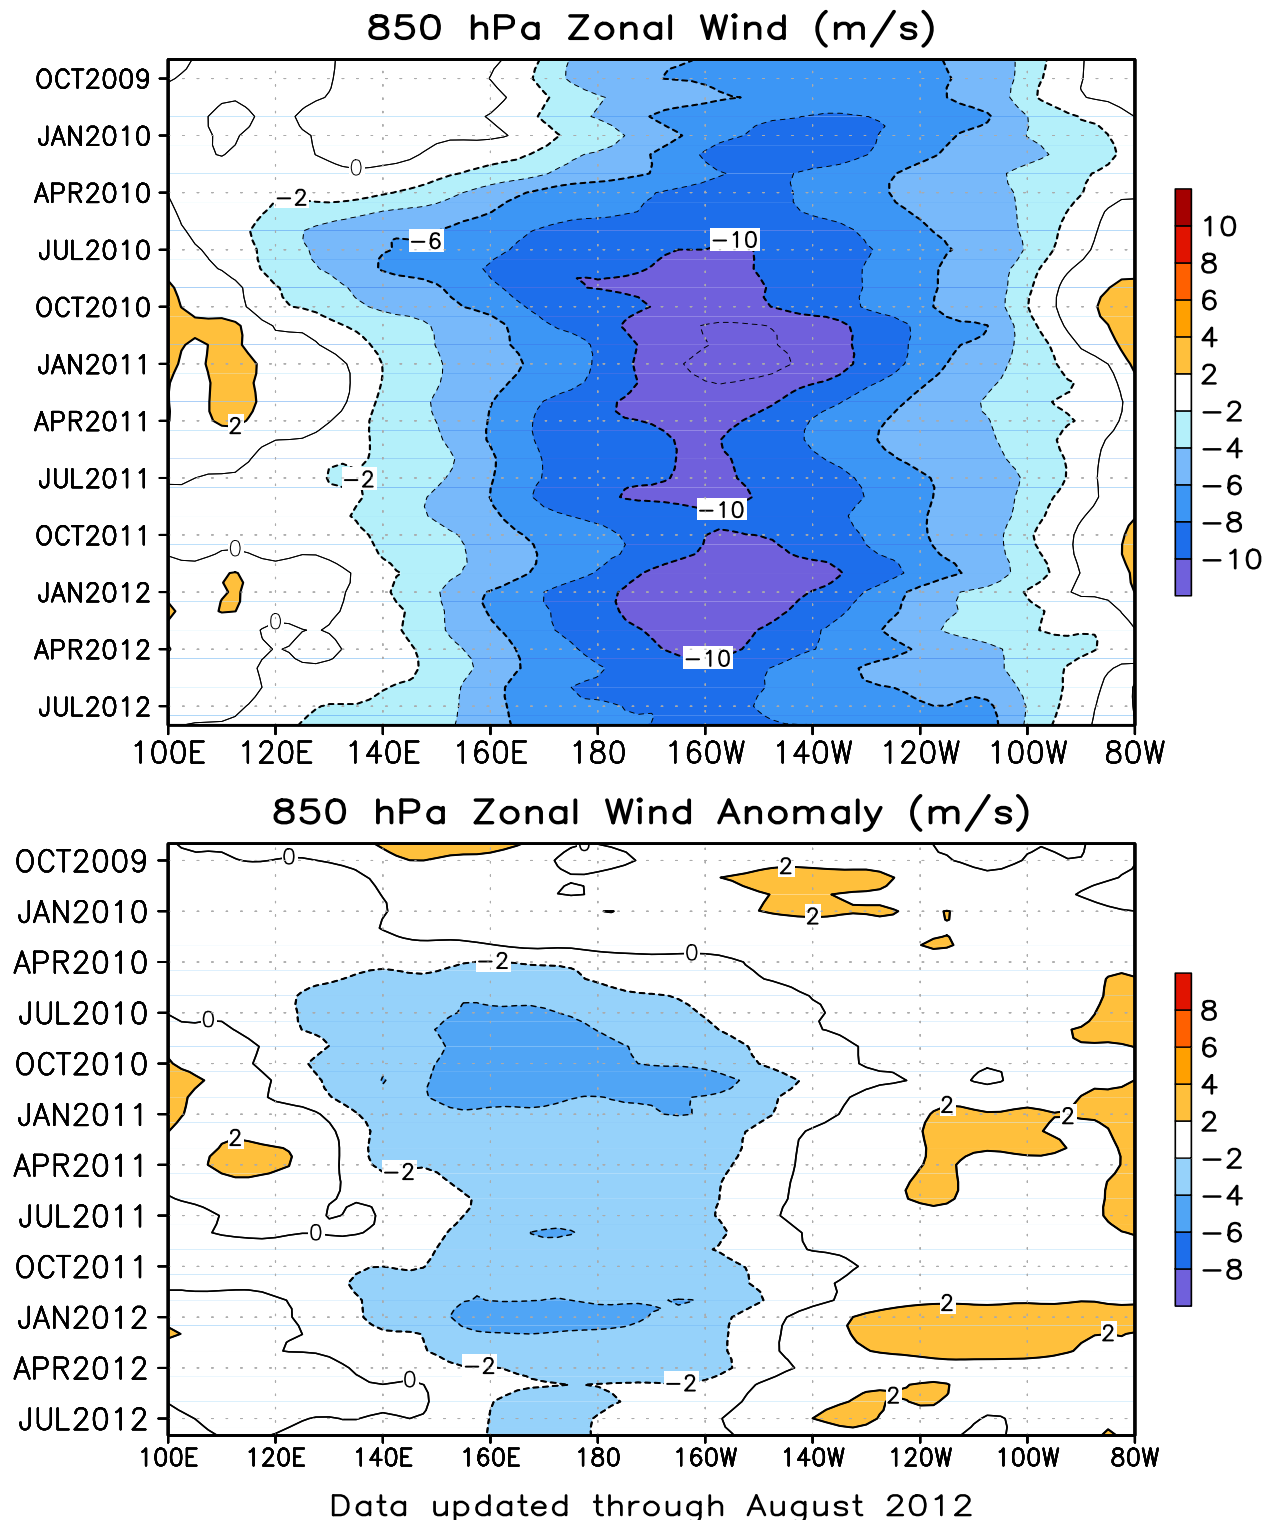 850 hPa Zonal Wind (m/s)
OCT2009
JAN2010
APR2010
JUL2010
OCT2010
JAN2011
APR2011
JUL2011
OCT2011
JAN2012
APR2012
JUL2012
0
-2
-6
-10
2
-2
-10
0
0
-10
100E 120E 140E 160E 180 160W 140W 120W 100W 80W
10
8
6
4
2
-2
-4
-6
-8
-10
850 hPa Zonal Wind Anomaly (m/s)
OCT2009
JAN2010
APR2010
JUL2010
OCT2010
JAN2011
APR2011
JUL2011
OCT2011
JAN2012
APR2012
JUL2012
0
0
2
2
0
-2
0
2
2
2
-2
0
2
2
-2
0
-2
2
100E 120E 140E 160E 180 160W 140W 120W 100W 80W
8
6
4
2
-2
-4
-6
-8
Data updated through August 2012